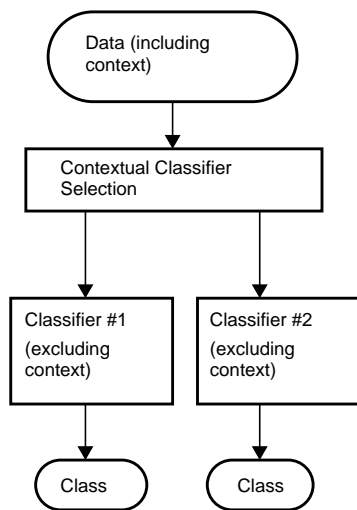 Data (including
context)
Contextual Classifier
Selection
Classifier #1
(excluding
context)
Classifier #2
(excluding
context)
Class
Class